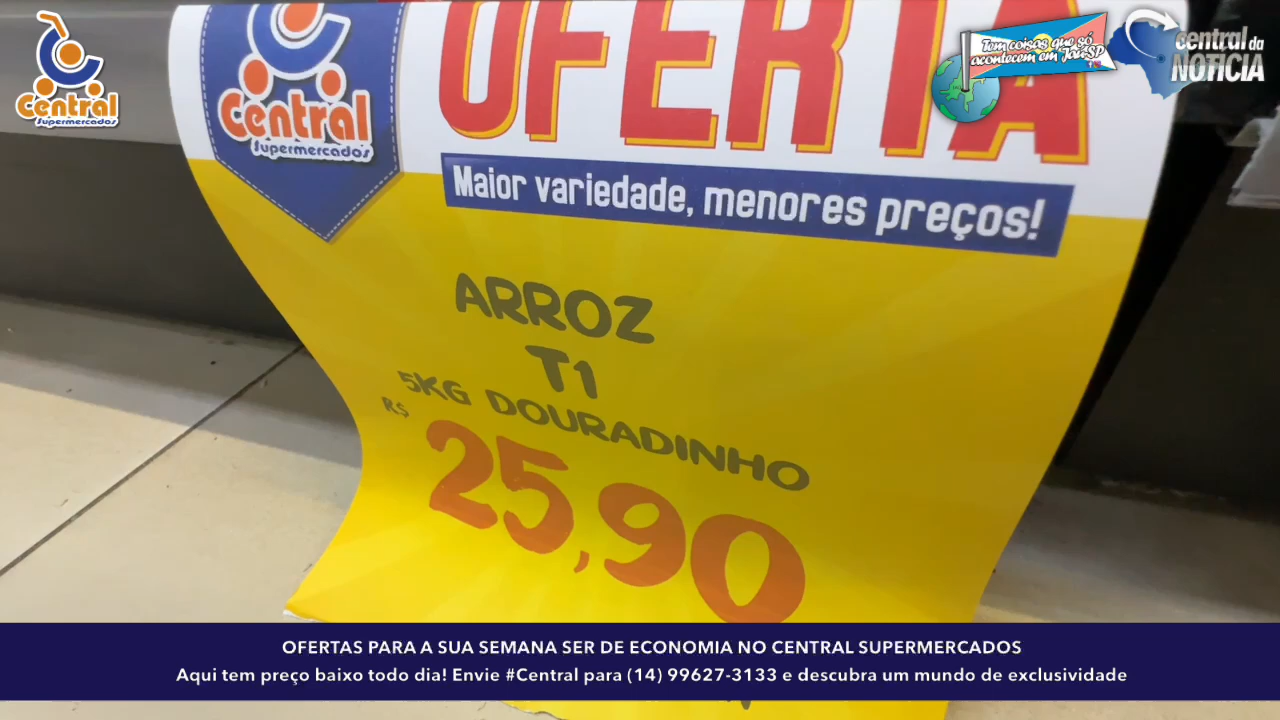 Central
Supermercados
OFERTA
Central
Supermercados
Tem coisas que só
acontecem em Jaú-SP
central da
NOTÍCIA
Maior variedade, menores preços!
ARROZ
T1
5KG DOURADINHO
R$
25,90
OFERTAS PARA A SUA SEMANA SER DE ECONOMIA NO CENTRAL SUPERMERCADOS
Aqui tem preço baixo todo dia! Envie #Central para (14) 99627-3133 e descubra um mundo de exclusividade